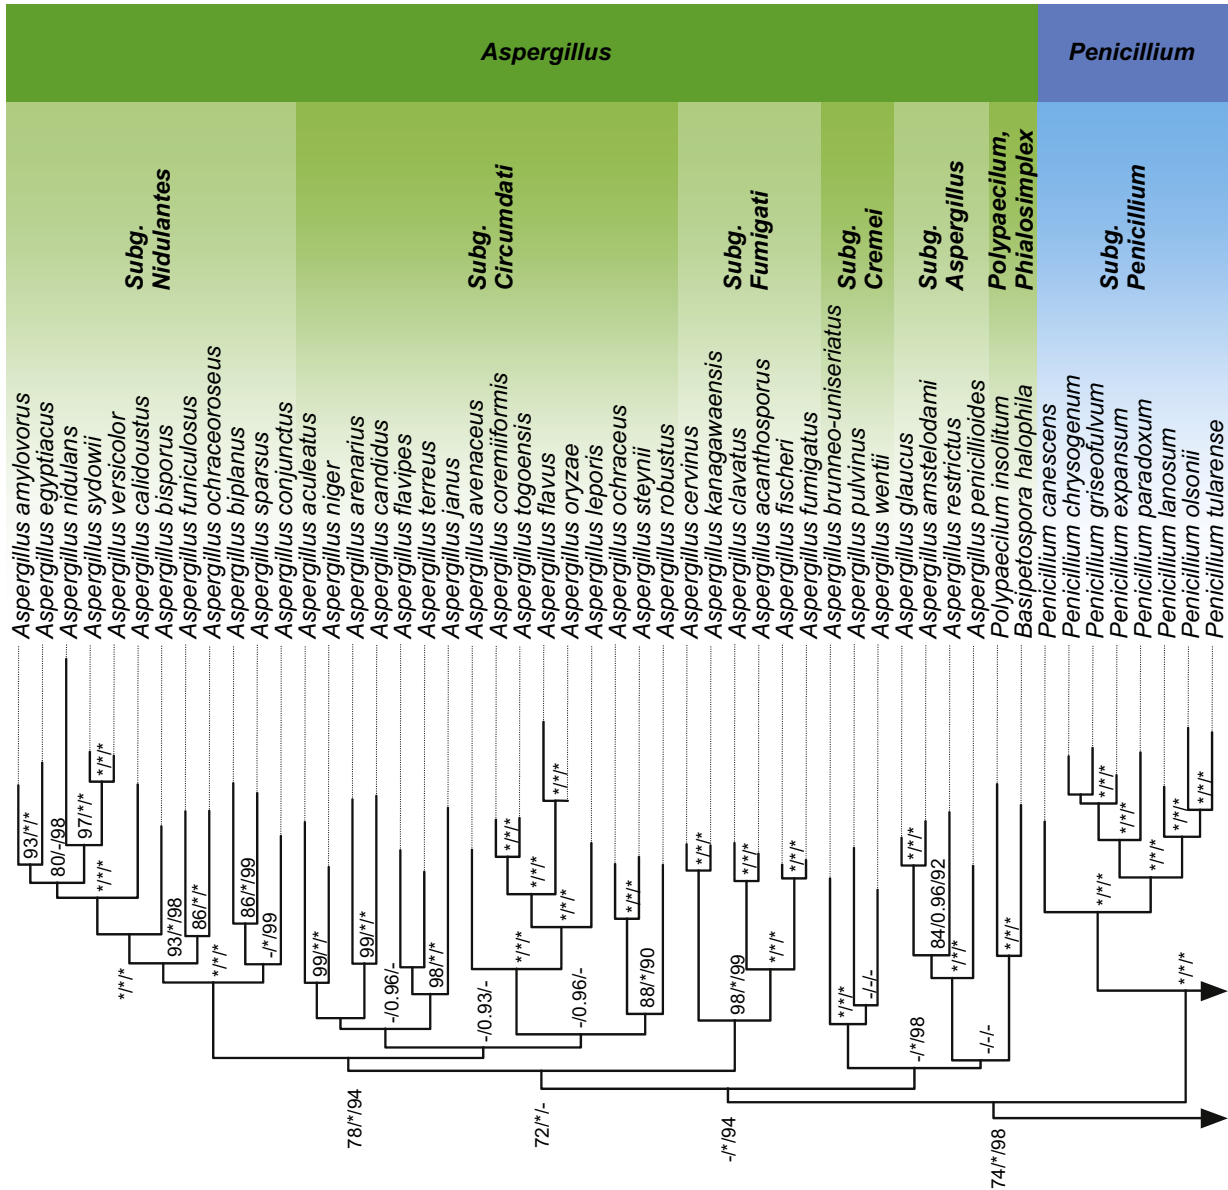 Aspergillus
Penicillium
Subg.
Nidulantes
Subg.
Circumdati
Subg.
Fumigati
Subg.
Cremei
Subg.
Aspergillus
Polypaecilum,
Phialosimplex
Subg.
Penicillium
Aspergillus amylovorus
Aspergillus egyptiacus
Aspergillus nidulans
Aspergillus sydowii
Aspergillus versicolor
Aspergillus calidoustus
Aspergillus bisporus
Aspergillus funiculosus
Aspergillus ochraceoroseus
Aspergillus biplanus
Aspergillus sparsus
Aspergillus conjunctus
Aspergillus aculeatus
Aspergillus niger
Aspergillus arenarius
Aspergillus candidus
Aspergillus flavipes
Aspergillus terreus
Aspergillus janus
Aspergillus avenaceus
Aspergillus coremiiformis
Aspergillus togoensis
Aspergillus flavus
Aspergillus oryzae
Aspergillus leporis
Aspergillus ochraceus
Aspergillus steynii
Aspergillus robustus
Aspergillus cervinus
Aspergillus kanagawaensis
Aspergillus clavatus
Aspergillus acanthosporus
Aspergillus fischeri
Aspergillus fumigatus
Aspergillus brunneo-uniseriatus
Aspergillus pulvinus
Aspergillus wentii
Aspergillus glaucus
Aspergillus amstelodami
Aspergillus restrictus
Aspergillus penicillioides
Polypaecilum insolitum
Basipetospora halophila
Penicillium canescens
Penicillium chrysogenum
Penicillium griseofulvum
Penicillium expansum
Penicillium paradoxum
Penicillium lanosum
Penicillium olsonii
Penicillium tularense
93/*/*
80/-/98
97/*/*
*/*/*
*/*/*
*/*/*
93/*/98
86/*/*
*/*/*
86/*/99
-/*/99
99/*/*
99/*/*
-/0.96/-
98/*/*
-/0.93/-
*/*/*
*/*/*
*/*/*
*/*/*
*/*/*
-/0.96/-
*/*/*
88/*/90
*/*/*
98/*/99
*/*/*
*/*/*
*/*/*
*/*/*
-/-/-
-/*/98
*/*/*
84/0.96/92
*/*/*
-/-/-
*/*/*
*/*/*
*/*/*
*/*/*
*/*/*
*/*/*
*/*/*
*/*/*
78/*/94
72/*/-
-/*/94
74/*/98